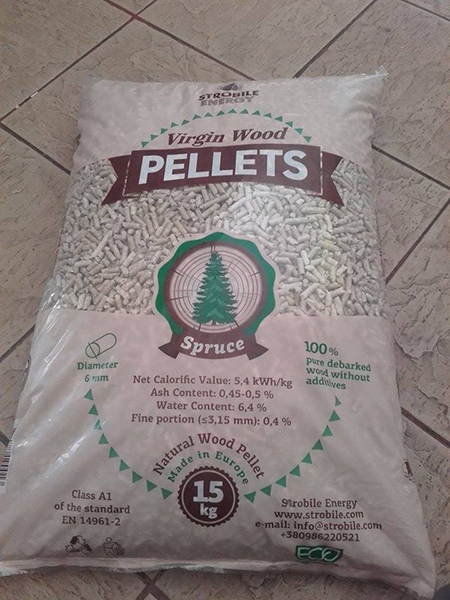 STROBILE
ENERGY
Virgin Wood
PELLETS
Spruce
Diameter
6 mm
100%
pure debarked
wood without
additives
Net Calorific Value: 5,4 kWh/kg
Ash Content: 0,45-0,5 %
Water Content: 6,4 %
Fine portion (≤3,15 mm): 0,4 %
Natural Wood Pellet
Made in Europe
15
kg
Class A1
of the standard
EN 14961-2
Strobile Energy
www.strobile.com
e-mail: info@strobile.com
+380986220521
ECO